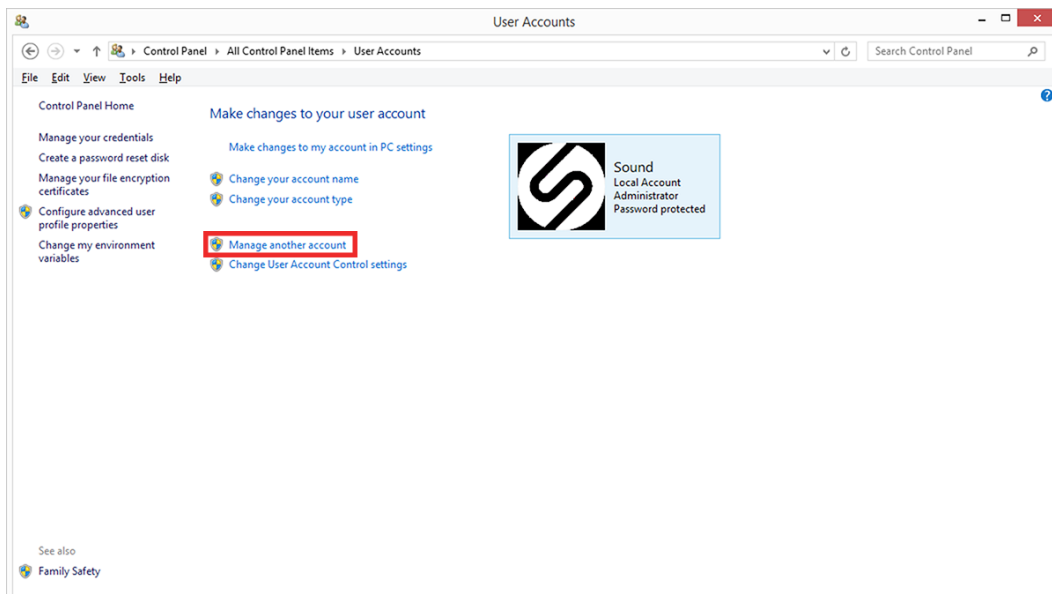 User Accounts
Control Panel All Control Panel Items User Accounts
Search Control Panel
File Edit View Tools Help
Control Panel Home
Manage your credentials
Create a password reset disk
Manage your file encryption
certificates
Configure advanced user
profile properties
Change my environment
variables
Make changes to your user account
Make changes to my account in PC settings
Change your account name
Change your account type
Manage another account
Change User Account Control settings
Sound
Local Account
Administrator
Password protected
See also
Family Safety